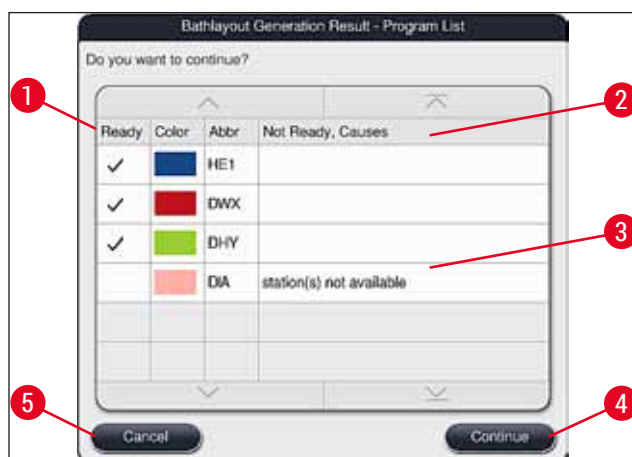 Bathlayout Generation Result - Program List
Do you want to continue?
1
2
Ready Color Abbr Not Ready, Causes
HE1
DWX
3
DHY
DIA station(s) not available
5
4
Cancel Continue